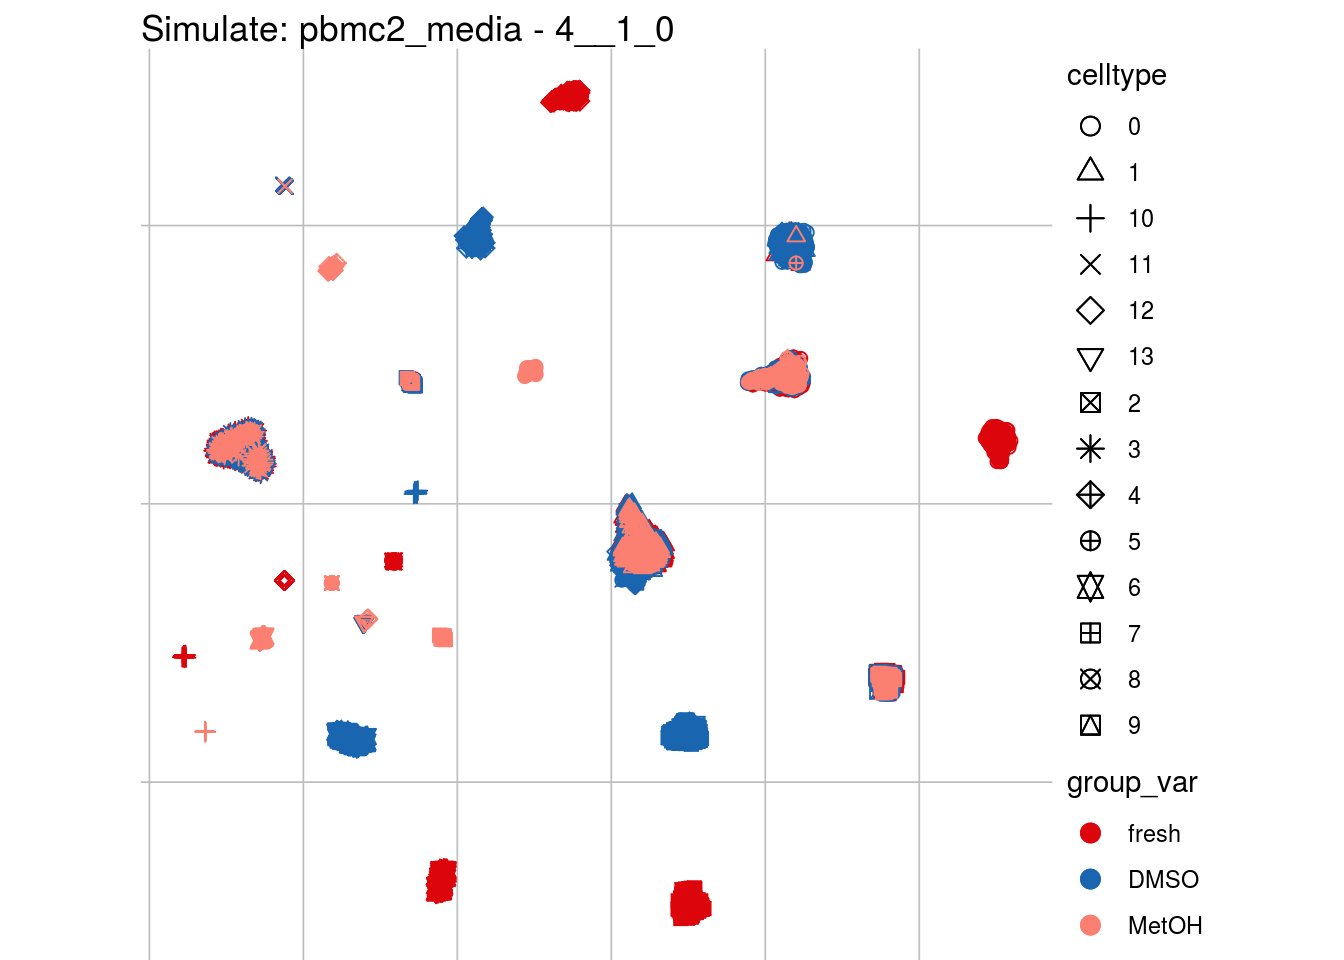 Simulate: pbmc2_media - 4__1_0
celltype
0
1
10
11
12
13
2
3
4
5
6
7
8
9
group_var
fresh
DMSO
MetOH